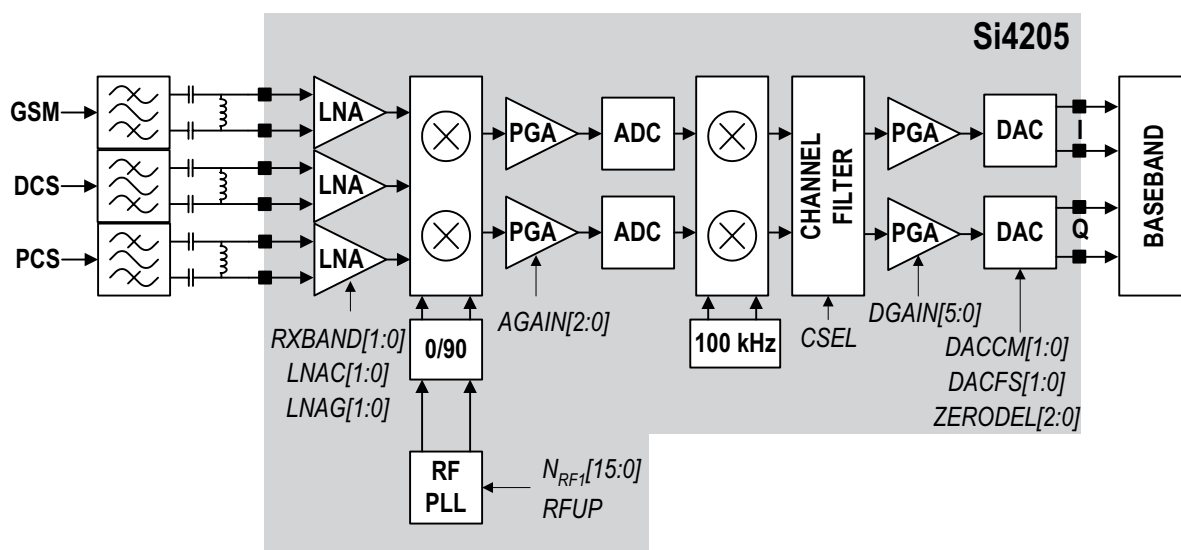 Si4205
GSM
DCS
PCS
LNA
LNA
LNA
PGA
PGA
ADC
ADC
CHANNEL FILTER
PGA
PGA
DAC
DAC
I
Q
BASEBAND
RXBAND[1:0]
LNAC[1:0]
LNAG[1:0]
0/90
AGAIN[2:0]
100 kHz
CSEL
DGAIN[5:0]
DACCM[1:0]
DACFS[1:0]
ZERODEL[2:0]
RF
PLL
N_RF1[15:0]
RFUP